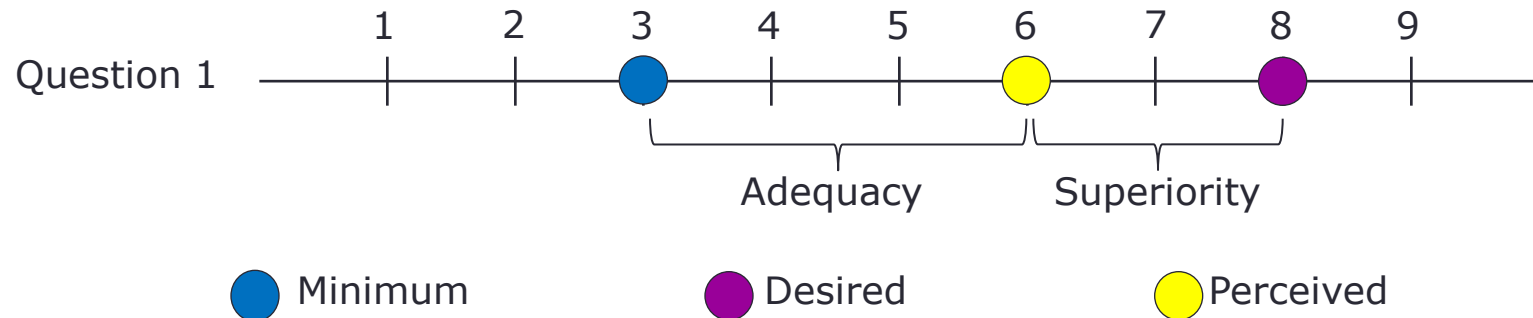 1 2 3 4 5 6 7 8 9
Question 1
Adequacy Superiority
Minimum Desired Perceived